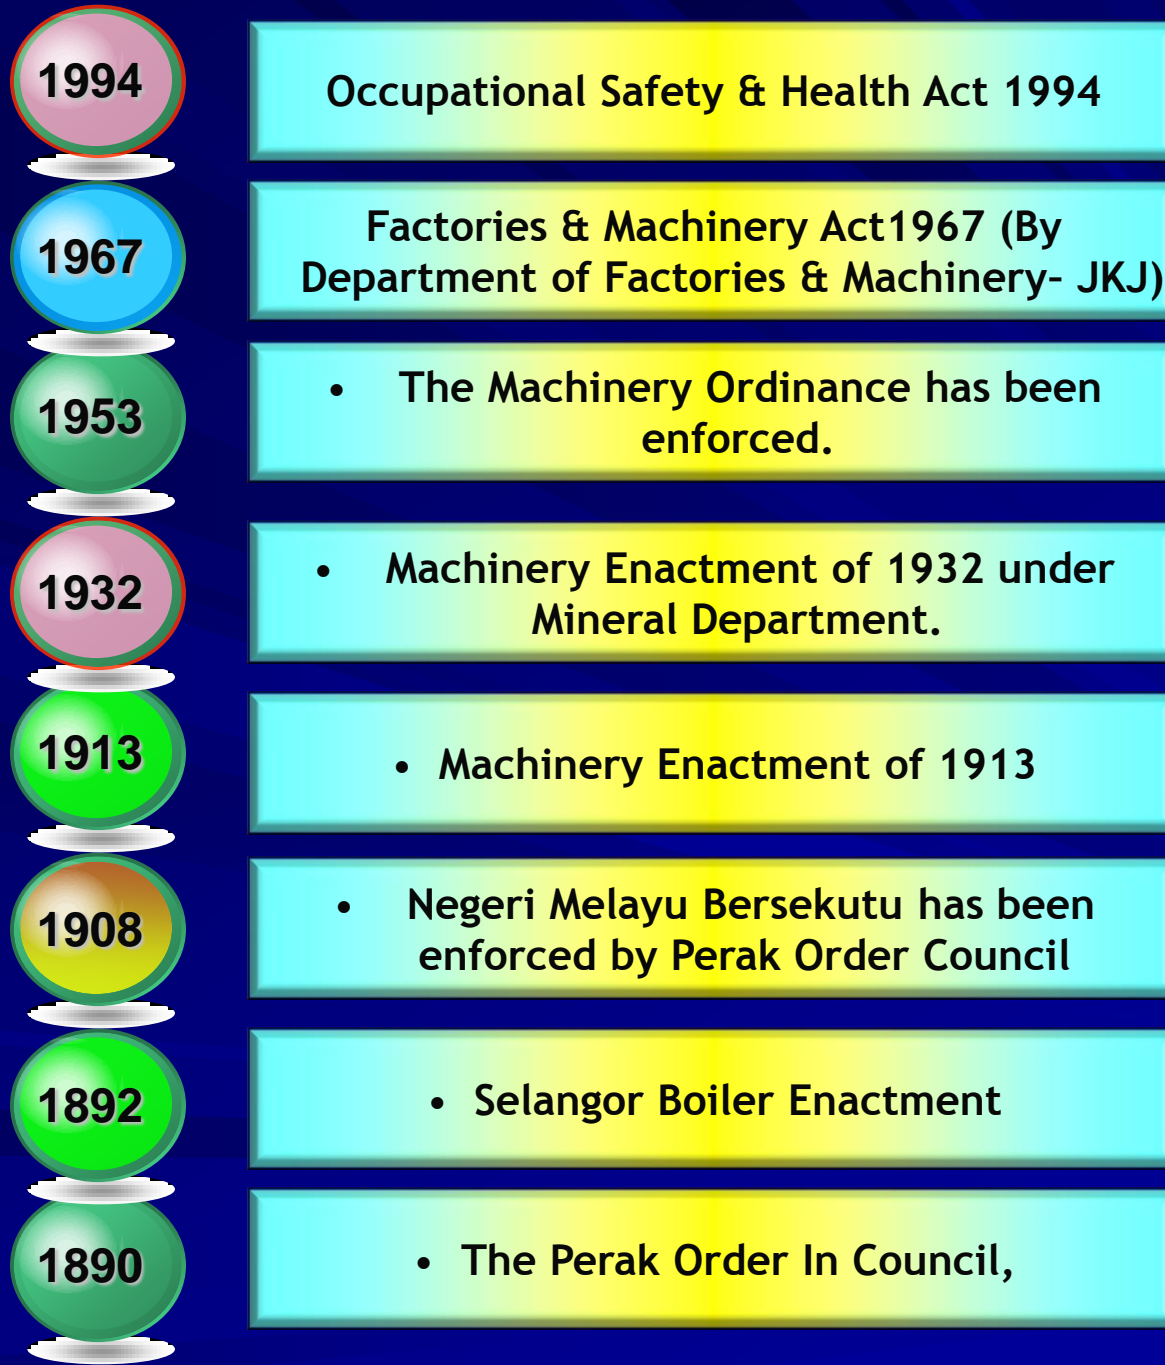 1994
Occupational Safety & Health Act 1994
1967
Factories & Machinery Act1967 (By
Department of Factories & Machinery– JKJ)
1953
• The Machinery Ordinance has been
enforced.
1932
• Machinery Enactment of 1932 under
Mineral Department.
1913
• Machinery Enactment of 1913
1908
• Negeri Melayu Bersekutu has been
enforced by Perak Order Council
1892
• Selangor Boiler Enactment
1890
• The Perak Order In Council,